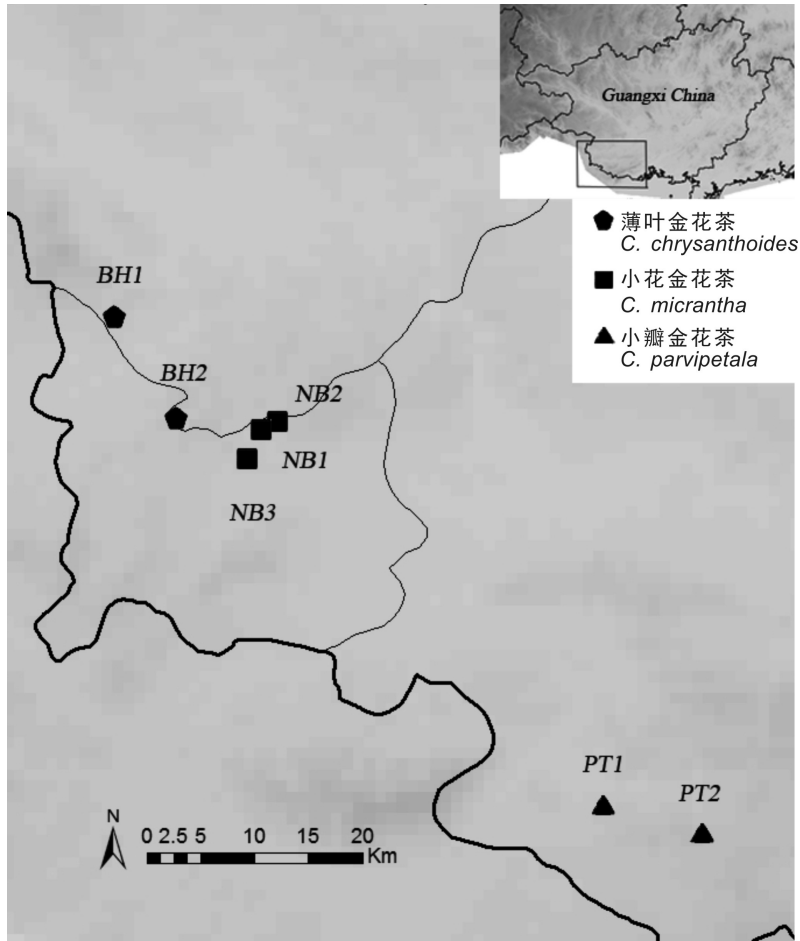 Guangxi China
薄叶金花茶
C. chrysanthoides
小花金花茶
C. micrantha
小瓣金花茶
C. parvipetala
BH1
BH2
NB2
NB1
NB3
PT1
PT2
N
0 2.5 5 10 15 20
Km